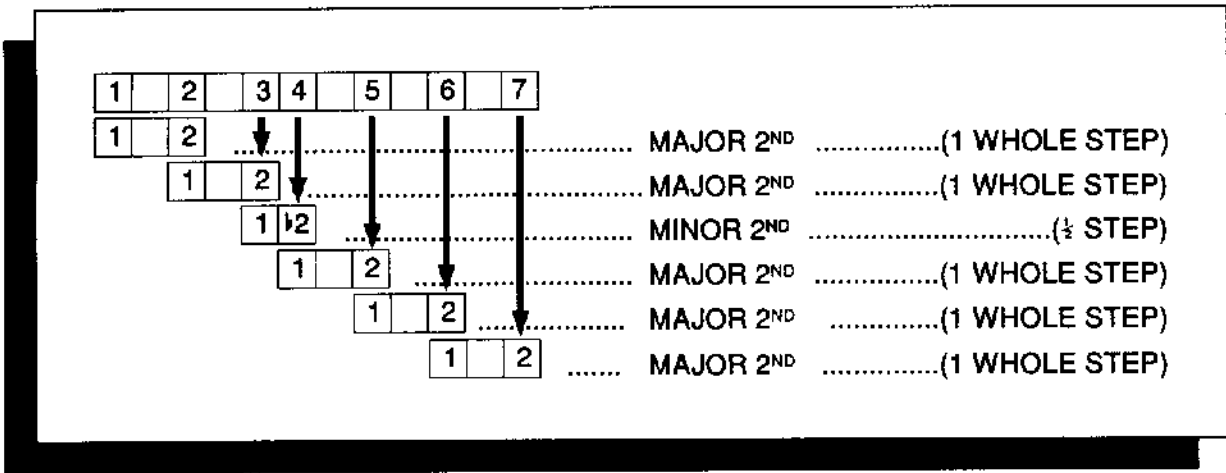 1 2 3 4 5 6 7
1 2 MAJOR 2ND (1 WHOLE STEP)
1 2 MAJOR 2ND (1 WHOLE STEP)
1 ♭2 MINOR 2ND (½ STEP)
1 2 MAJOR 2ND (1 WHOLE STEP)
1 2 MAJOR 2ND (1 WHOLE STEP)
1 2 MAJOR 2ND (1 WHOLE STEP)